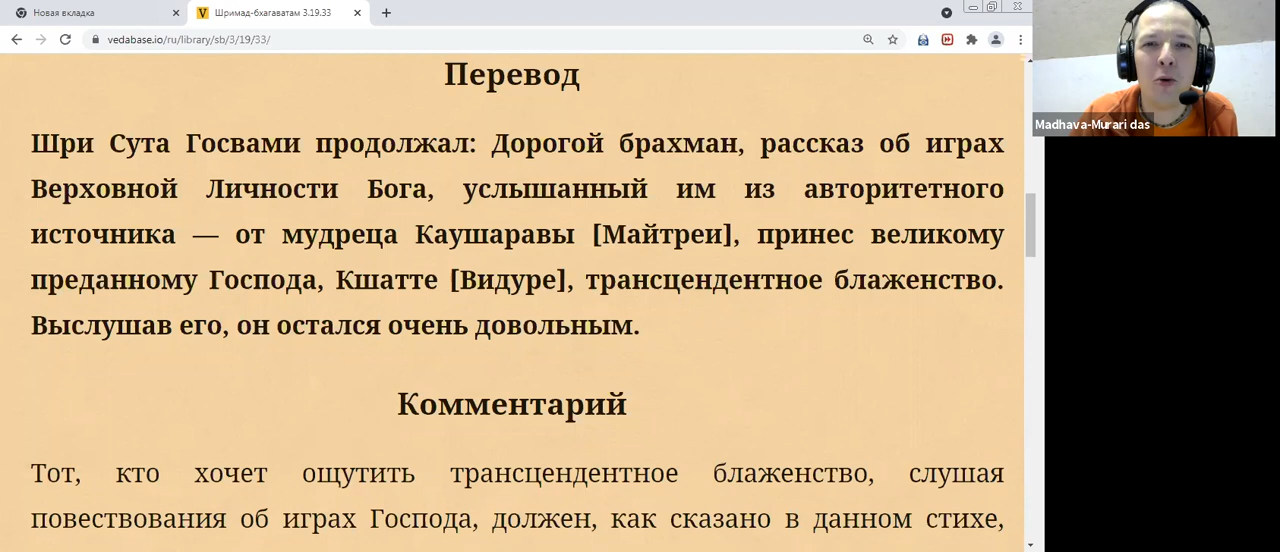 Новая вкладка
Шримад-бхагаватам 3.19.33
vedabase.io/ru/library/sb/3/19/33/
Madhava-Murari das
Перевод
Шри Сута Госвами продолжал: Дорогой брахман, рассказ об играх
Верховной Личности Бога, услышанный им из авторитетного
источника — от мудреца Каушаравы [Майтреи], принес великому
преданному Господа, Кшатте [Видуре], трансцендентное блаженство.
Выслушав его, он остался очень довольным.
Комментарий
Тот, кто хочет ощутить трансцендентное блаженство, слушая
повествования об играх Господа, должен, как сказано в данном стихе,